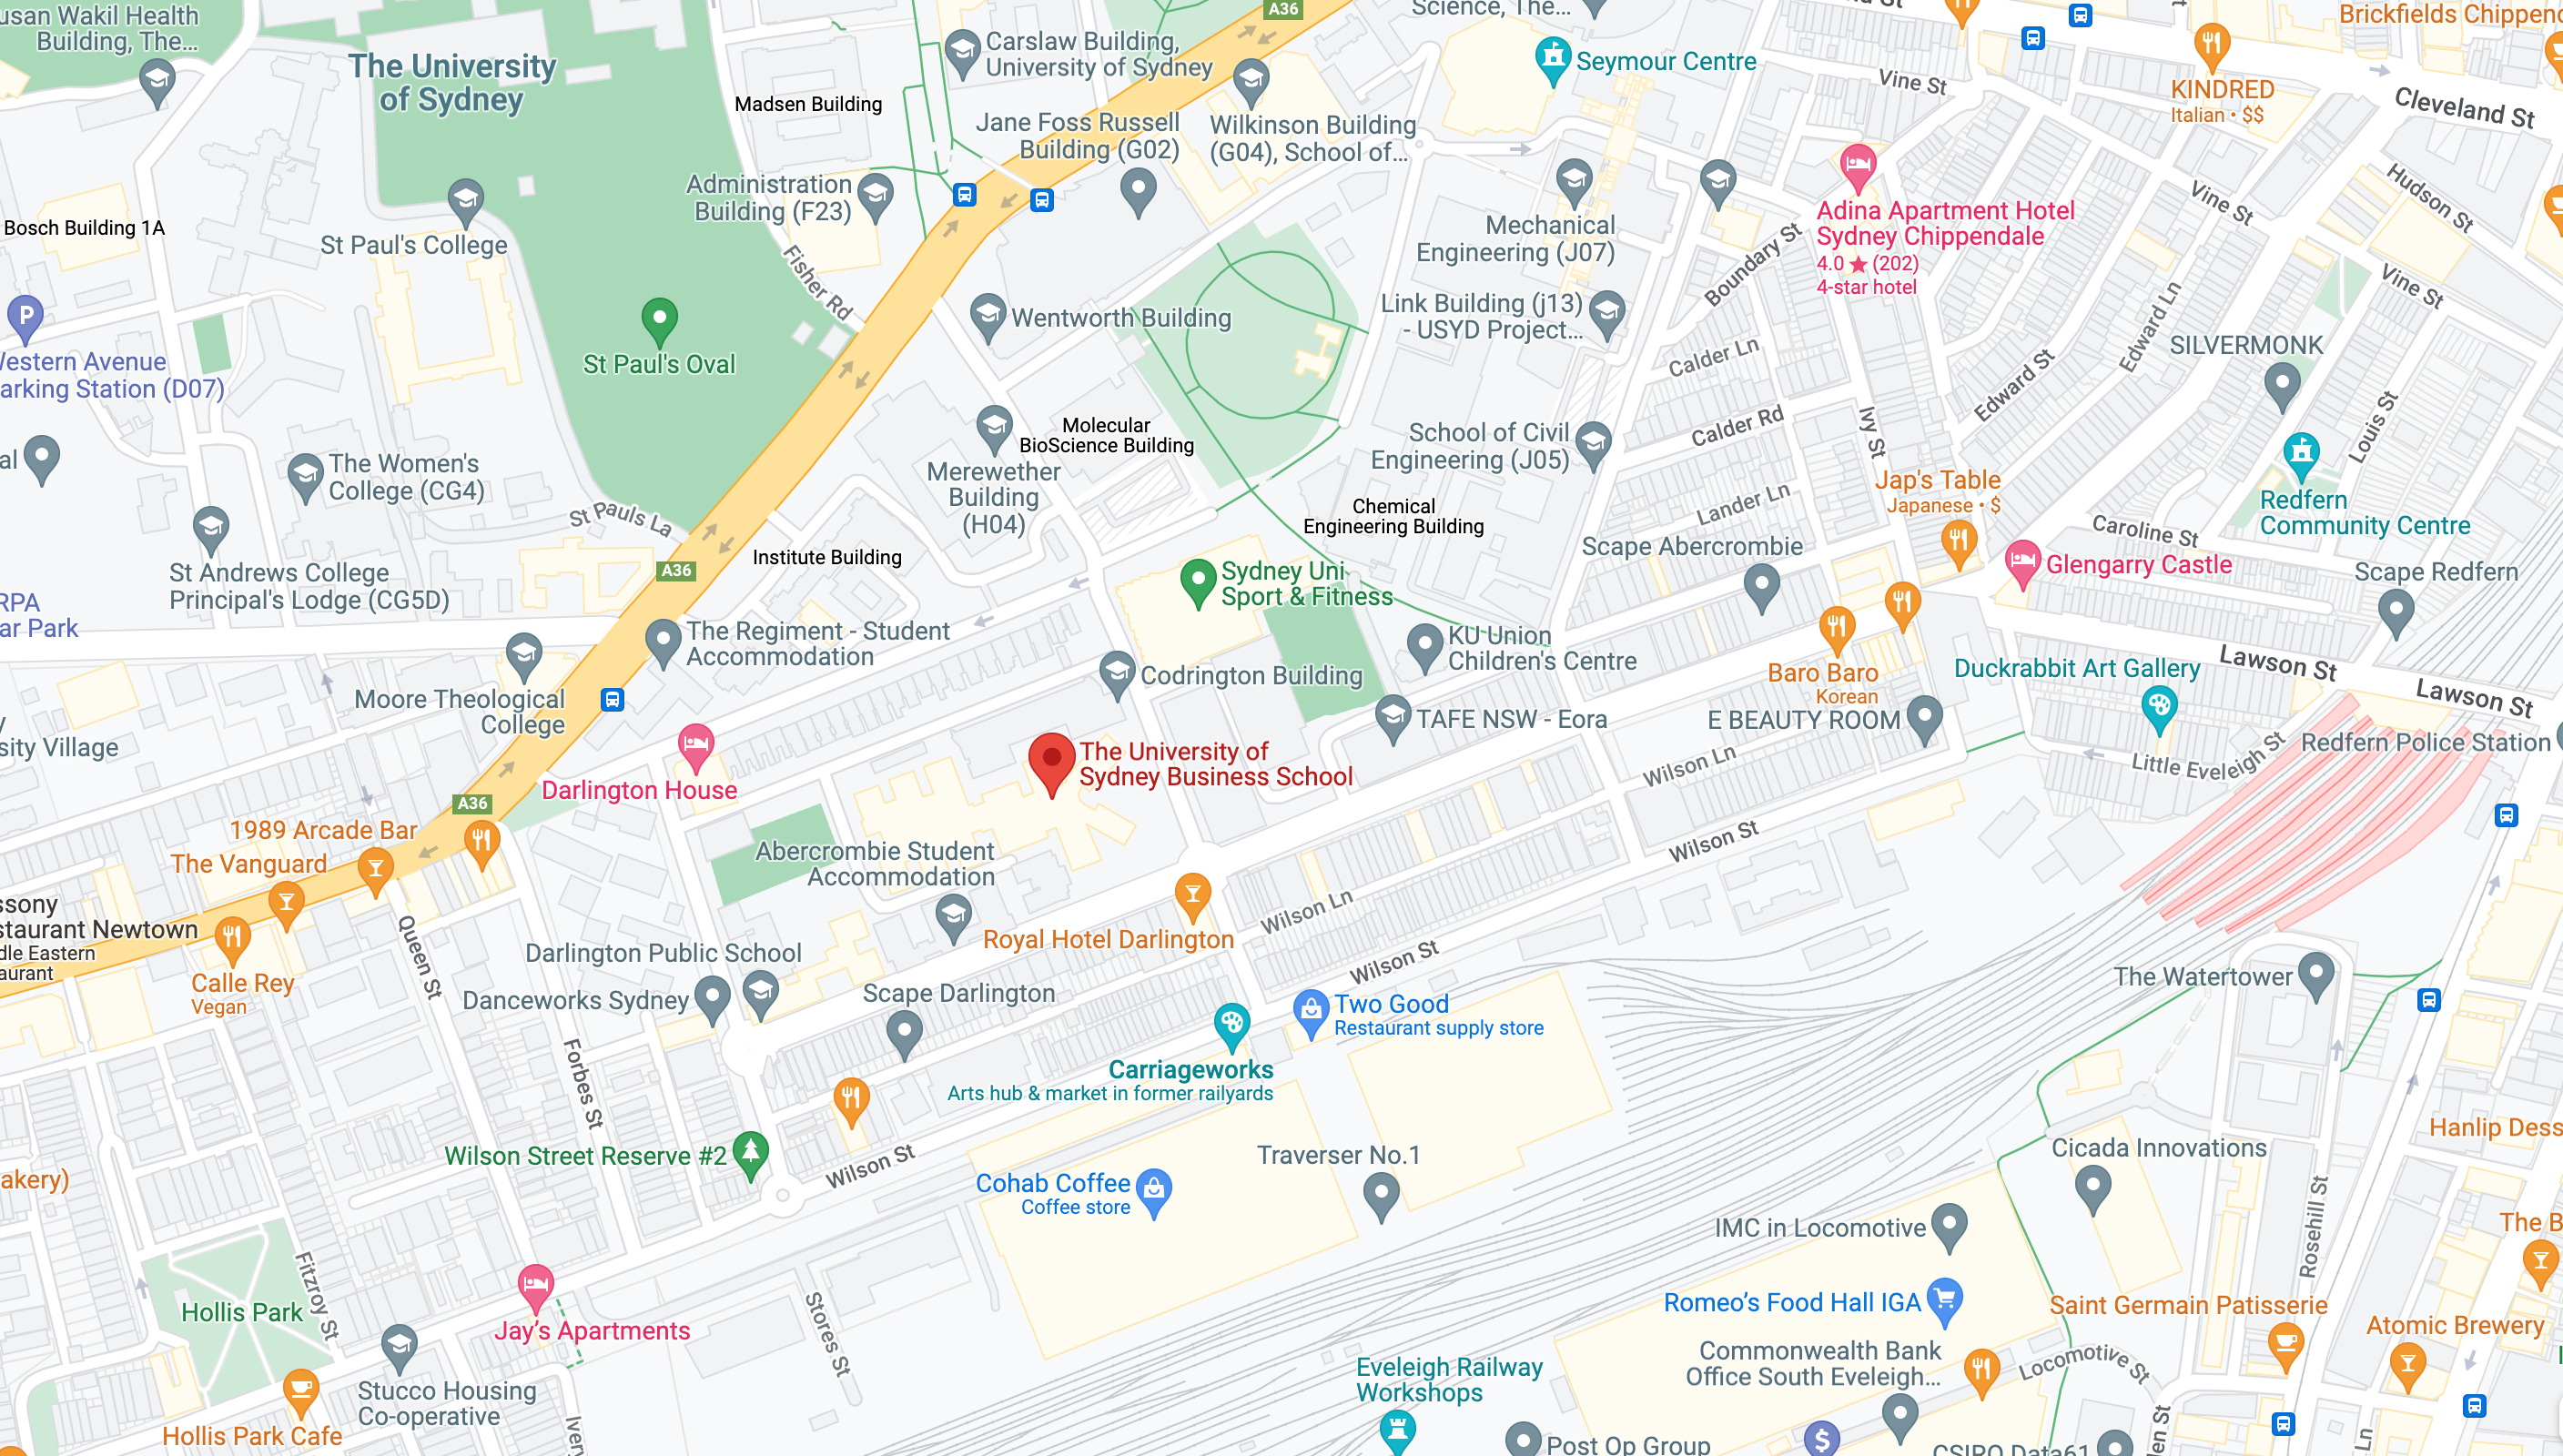 usan Wakil Health
Building, The...
The University
of Sydney
Madsen Building
Carslaw Building,
University of Sydney
A36
Science, The...
Seymour Centre
Vine St
KINDRED
Italian • $$
Brickfields Chippen
Cleveland St
Jane Foss Russell
Building (G02)
Wilkinson Building
(G04), School of...
Administration
Building (F23)
Bosch Building 1A
St Paul's College
Fisher Rd
Mechanical
Engineering (J07)
Boundary St
Adina Apartment Hotel
Sydney Chippendale
4.0 ★ (202)
4-star hotel
Vine St
Hudson St
Vine St
P
Western Avenue
arking Station (D07)
St Paul's Oval
Wentworth Building
Link Building (j13)
- USYD Project...
Calder Ln
Edward Ln
Edward St
SILVERMONK
Louis St
al
The Women's
College (CG4)
Merewether
Building
(H04)
Molecular
BioScience Building
School of Civil
Engineering (J05)
Calder Rd
Ivy St
Jap's Table
Japanese • $
Redfern
Community Centre
St Pauls La
Institute Building
Chemical
Engineering Building
Lander Ln
Scape Abercrombie
Caroline St
Glengarry Castle
Scape Redfern
A36
St Andrews College
Principal's Lodge (CG5D)
RPA
ar Park
Sydney Uni
Sport & Fitness
The Regiment - Student
Accommodation
KU Union
Children's Centre
Baro Baro
Korean
Duckrabbit Art Gallery
Lawson St
Lawson St
Moore Theological
College
Codrington Building
TAFE NSW - Eora
E BEAUTY ROOM
Wilson Ln
Little Eveleigh St
Redfern Police Station
sity Village
Darlington House
The University of
Sydney Business School
A36
1989 Arcade Bar
The Vanguard
Abercrombie Student
Accommodation
Wilson St
ssony
staurant Newtown
dle Eastern
aurant
Queen St
Calle Rey
Vegan
Darlington Public School
Danceworks Sydney
Royal Hotel Darlington
Wilson Ln
Wilson St
Scape Darlington
Two Good
Restaurant supply store
The Watertower
Forbes St
Carriageworks
Arts hub & market in former railyards
Wilson Street Reserve #2
Wilson St
Cohab Coffee
Coffee store
Traverser No.1
Cicada Innovations
Hanlip Dess
akery)
IMC in Locomotive
Rosehill St
The B
Hollis Park
Fitzroy St
Jay's Apartments
Stores St
Romeo's Food Hall IGA
Saint Germain Patisserie
Atomic Brewery
Commonwealth Bank
Office South Eveleigh...
Locomotive St
Eveleigh Railway
Workshops
Stucco Housing
Co-operative
Hollis Park Cafe
Ivery
Post Op Group
$
CSIRO Data61
en St
Ln